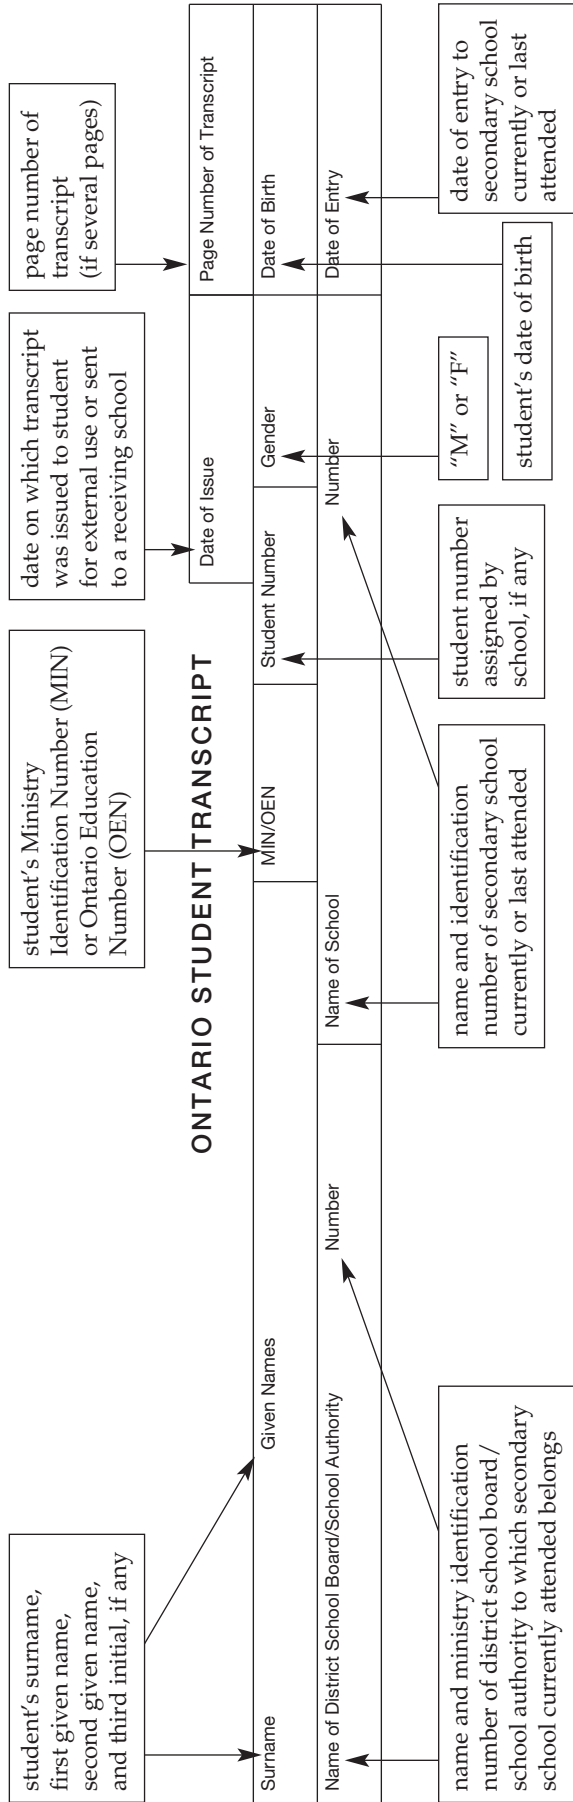 student's surname,
first given name,
second given name,
and third initial, if any
student's Ministry
Identification Number (MIN)
or Ontario Education
Number (OEN)
date on which transcript
was issued to student
for external use or sent
to a receiving school
page number of
transcript
(if several pages)
ONTARIO STUDENT TRANSCRIPT
Date of Issue
Page Number of Transcript
Surname
Given Names
MIN/OEN
Student Number
Gender
Date of Birth
Name of District School Board/School Authority
Number
Name of School
Number
Date of Entry
name and ministry identification
number of district school board/
school authority to which secondary
school currently attended belongs
name and identification
number of secondary school
currently or last attended
student number
assigned by
school, if any
"M" or "F"
student's date of birth
date of entry to
secondary school
currently or last
attended